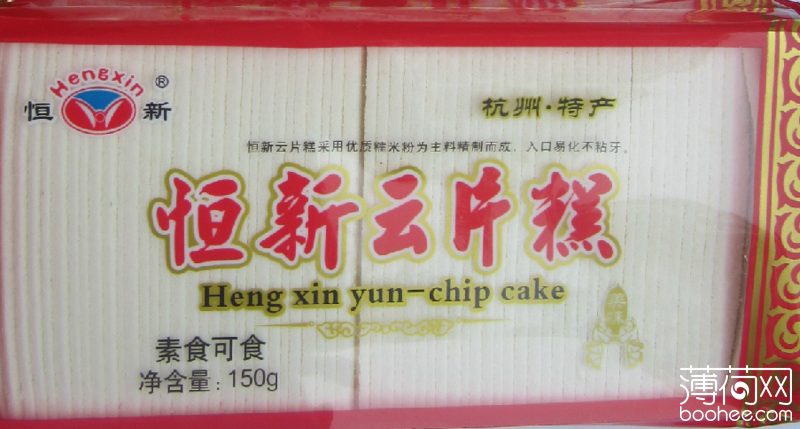 Hengxin ®
恒 新
杭州·特产
恒新云片糕采用优质糯米粉为主料精制而成，入口易化不粘牙。
恒新云片糕
Heng xin yun-chip cake
素食可食
净含量: 150g
薄荷网
boohee.com